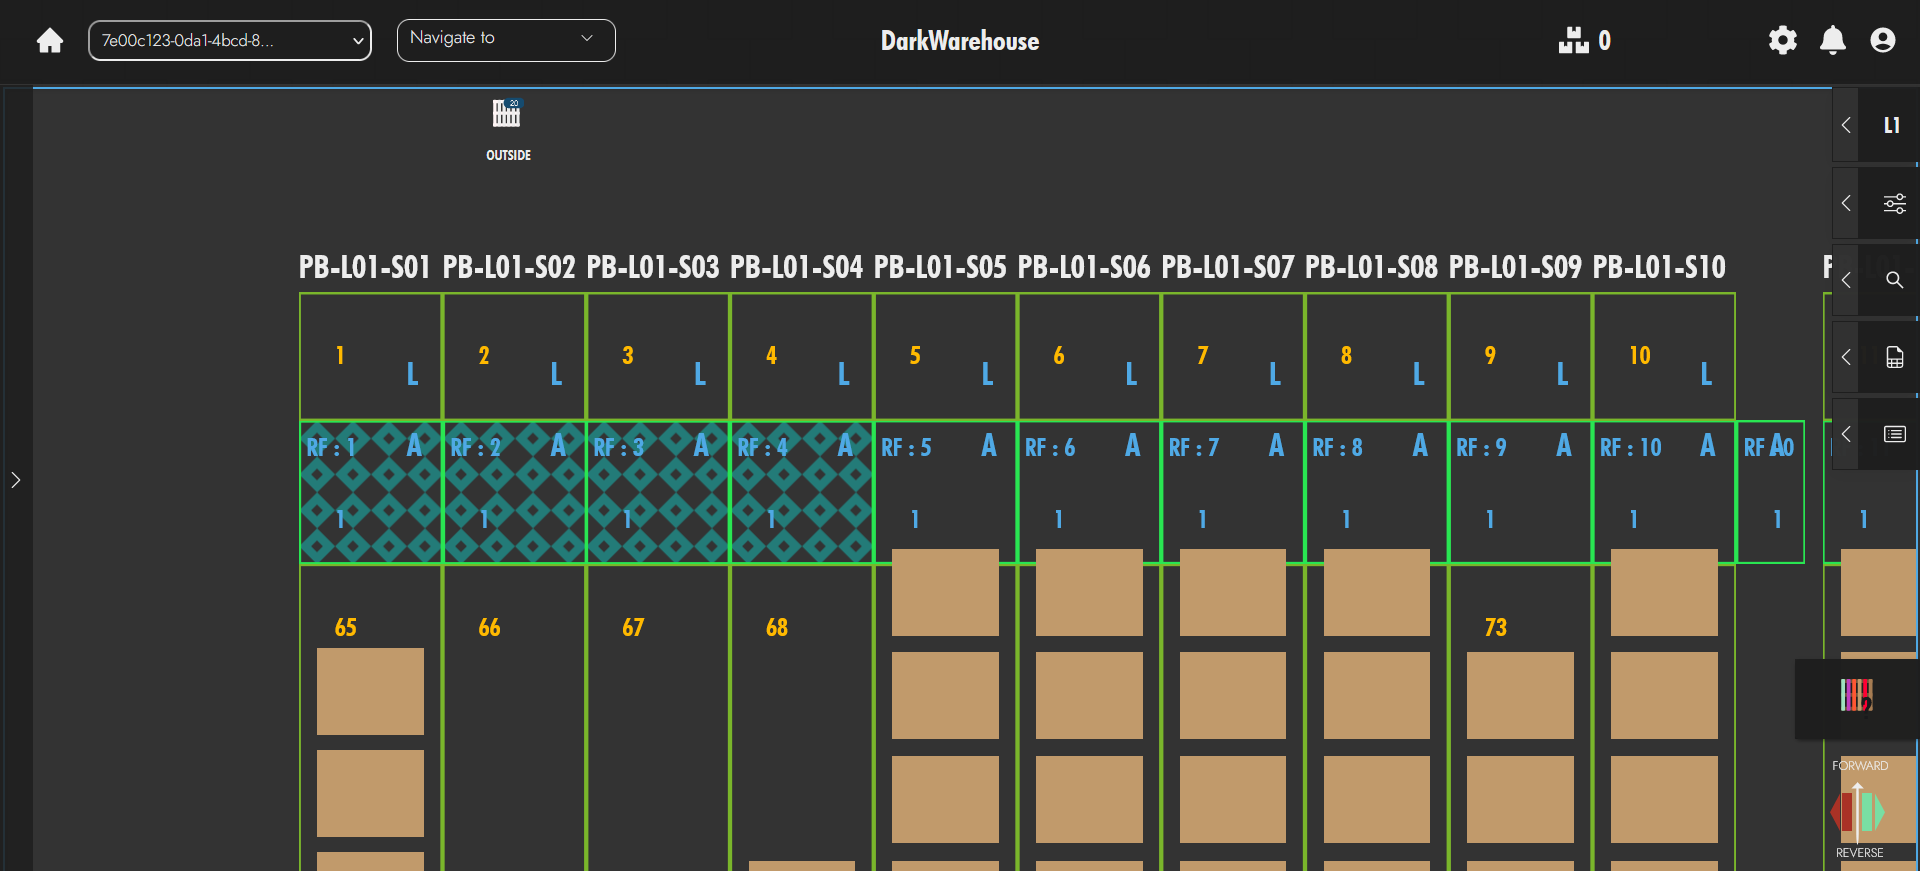 7e00c123-0da1-4bcd-8...
Navigate to
DarkWarehouse
0
20
OUTSIDE
L1
PB-L01-S01 PB-L01-S02 PB-L01-S03 PB-L01-S04 PB-L01-S05 PB-L01-S06 PB-L01-S07 PB-L01-S08 PB-L01-S09 PB-L01-S10
1 2 3 4 5 6 7 8 9 10
L L L L L L L L L L
RF : 1 A RF : 2 A RF : 3 A RF : 4 A RF : 5 A RF : 6 A RF : 7 A RF : 8 A RF : 9 A RF : 10 A RF A
1 1 1 1 1 1 1 1 1 1 1 1
65 66 67 68 73
FORWARD
REVERSE